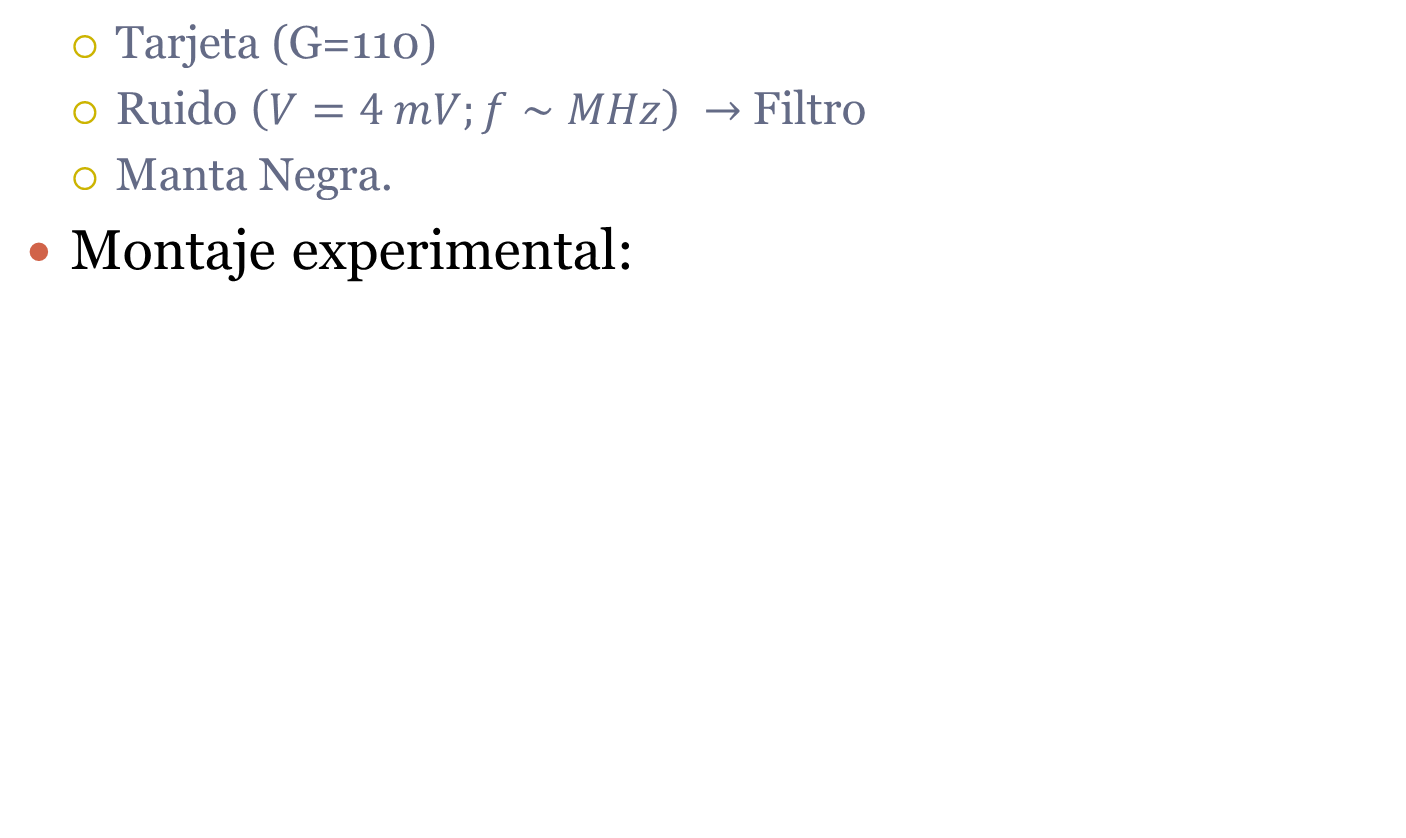 Tarjeta (G=110)
Ruido (V = 4 mV; f ~ MHz) → Filtro
Manta Negra.
Montaje experimental: